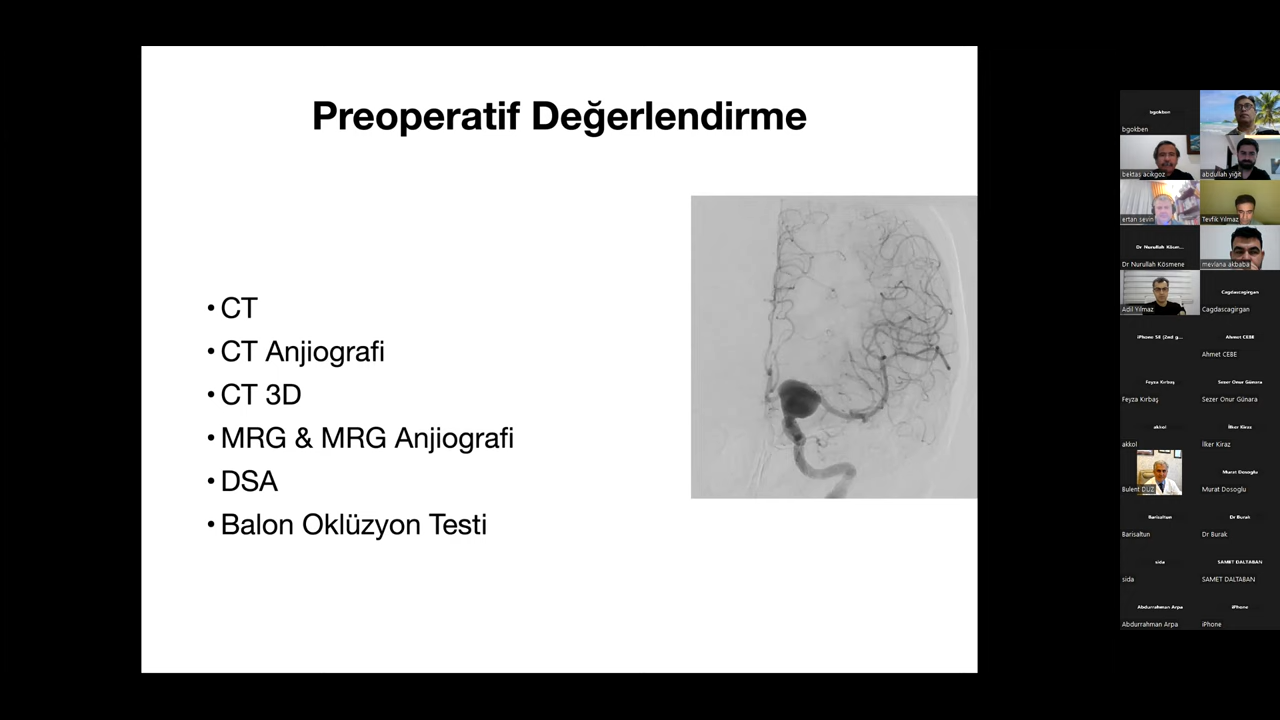 Preoperatif Değerlendirme
• CT
• CT Anjiografi
• CT 3D
• MRG & MRG Anjiografi
• DSA
• Balon Oklüzyon Testi
bgokben
bgokben
bektas acikgoz
abdullah yiğit
ertan sevin
Tevfik Yılmaz
Dr Nurullah Kösm...
Dr Nurullah Kösmene
mevlana akbaba
Adil Yılmaz
Cagdascagirgan
Cagdascagirgan
iPhone SE (2nd g...
Ahmet CEBE
Ahmet CEBE
Feyza Kırbaş
Feyza Kırbaş
Sezer Onur Günara
Sezer Onur Günara
akkol
akkol
İlker Kiraz
İlker Kiraz
Bulent DUZ
Murat Dosoglu
Murat Dosoglu
Barisaltun
Barisaltun
Dr Burak
Dr Burak
sida
sida
SAMET DALTABAN
SAMET DALTABAN
Abdurrahman Arpa
Abdurrahman Arpa
iPhone
iPhone